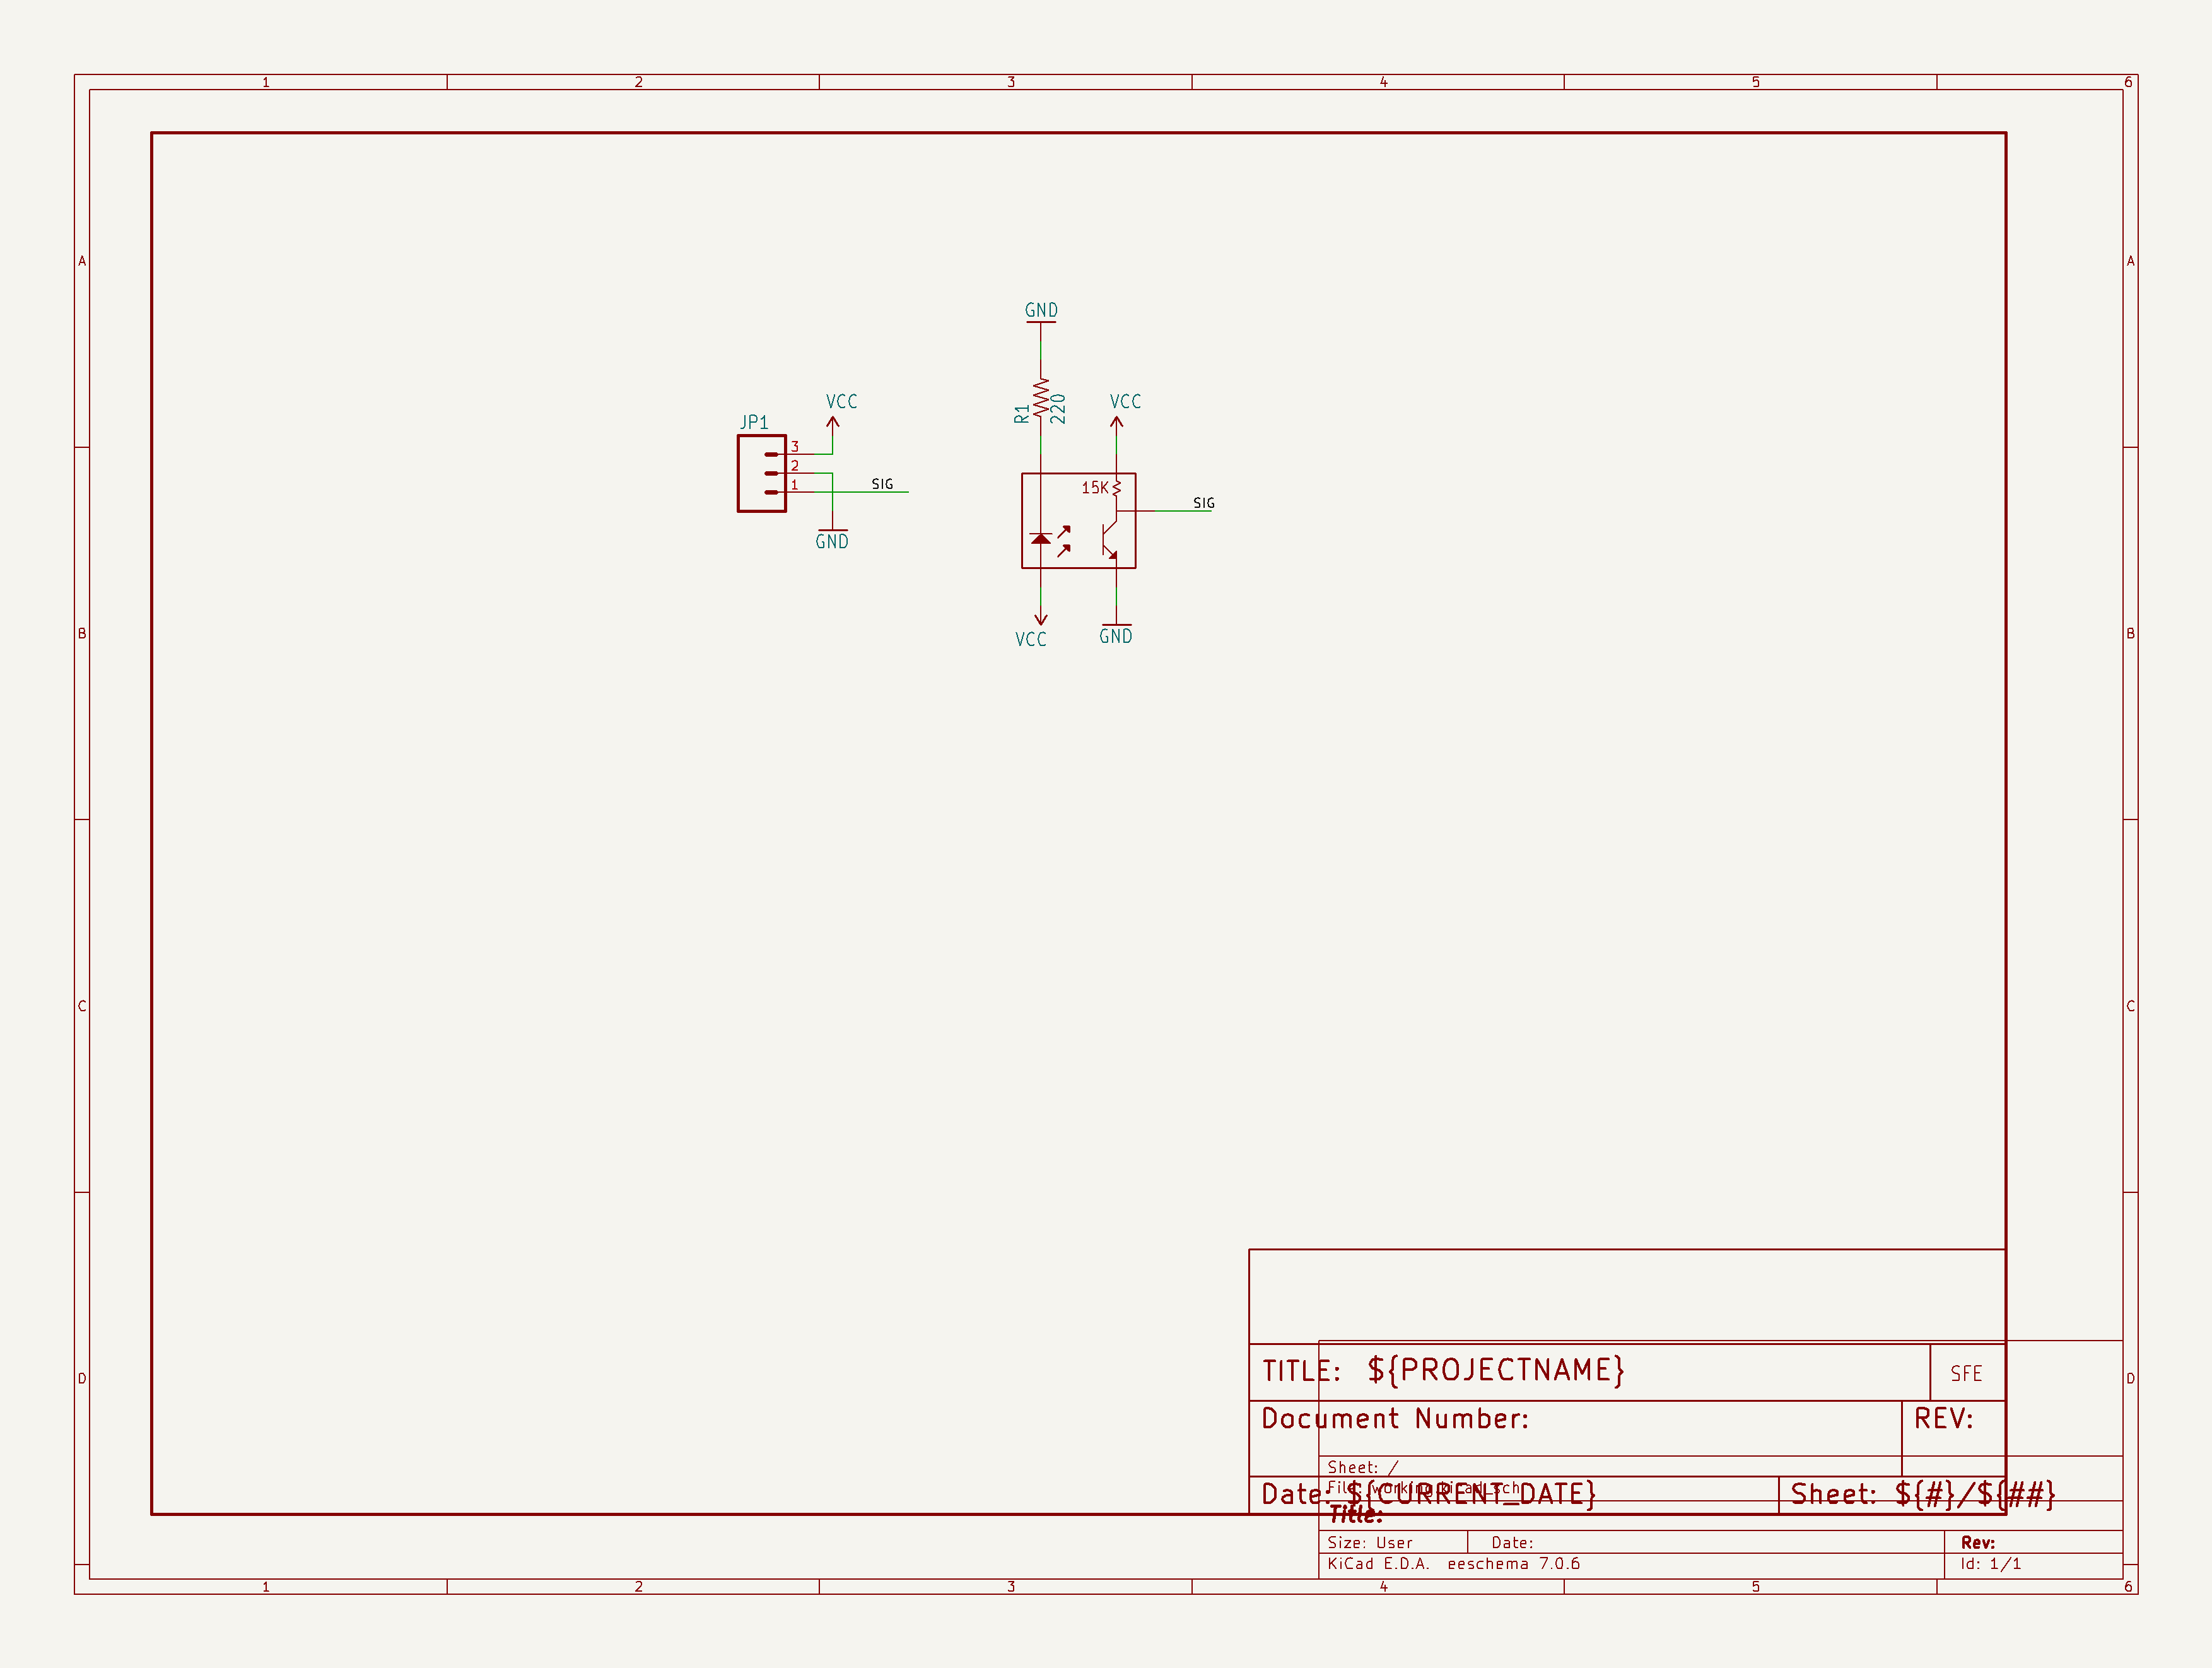 1 2 3 4 5 6
A A
GND
R1
220
VCC
VCC
JP1
3
2
1
SIG
15K
SIG
GND
B B
VCC
GND
C C
TITLE: ${PROJECTNAME}
SFE
D D
Document Number:
REV:
Sheet: /
File: working.kicad_sch
Date: ${CURRENT_DATE}
Sheet: ${#}/${##}
Title:
Size: User
Date:
Rev:
KiCad E.D.A. eeschema 7.0.6
Id: 1/1
1 2 3 4 5 6